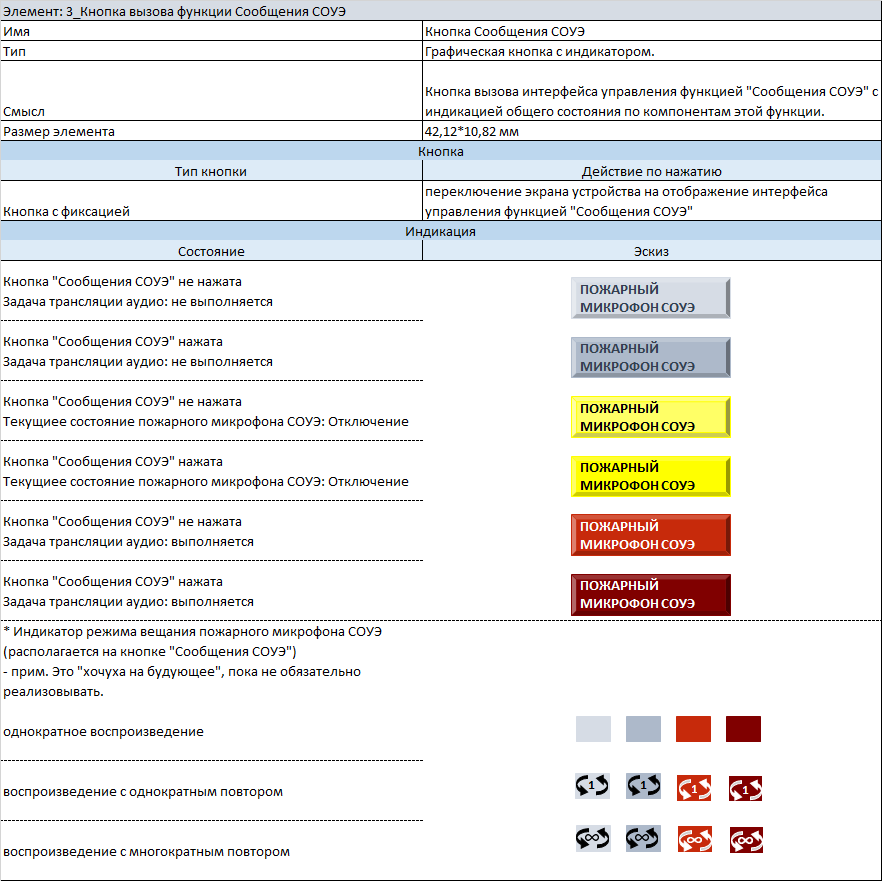 Элемент: 3_Кнопка вызова функции Сообщения СОУЭ
Имя
Кнопка Сообщения СОУЭ
Тип
Графическая кнопка с индикатором.
Смысл
Кнопка вызова интерфейса управления функцией "Сообщения СОУЭ" с
индикацией общего состояния по компонентам этой функции.
Размер элемента
42,12*10,82 мм
Кнопка
Тип кнопки
Действие по нажатию
Кнопка с фиксацией
переключение экрана устройства на отображение интерфейса
управления функцией "Сообщения СОУЭ"
Индикация
Состояние
Эскиз
Кнопка "Сообщения СОУЭ" не нажата
Задача трансляции аудио: не выполняется
ПОЖАРНЫЙ
МИКРОФОН СОУЭ
Кнопка "Сообщения СОУЭ" нажата
Задача трансляции аудио: не выполняется
ПОЖАРНЫЙ
МИКРОФОН СОУЭ
Кнопка "Сообщения СОУЭ" не нажата
Текущиее состояние пожарного микрофона СОУЭ: Отключение
ПОЖАРНЫЙ
МИКРОФОН СОУЭ
Кнопка "Сообщения СОУЭ" нажата
Текущиее состояние пожарного микрофона СОУЭ: Отключение
ПОЖАРНЫЙ
МИКРОФОН СОУЭ
Кнопка "Сообщения СОУЭ" не нажата
Задача трансляции аудио: выполняется
ПОЖАРНЫЙ
МИКРОФОН СОУЭ
Кнопка "Сообщения СОУЭ" нажата
Задача трансляции аудио: выполняется
ПОЖАРНЫЙ
МИКРОФОН СОУЭ
* Индикатор режима вещания пожарного микрофона СОУЭ
(располагается на кнопке "Сообщения СОУЭ")
- прим. Это "хочуха на будующее", пока не обязательно
реализовывать.
однократное воспроизведение
воспроизведение с однократным повтором
1 1 1 1
воспроизведение с многократным повтором
∞ ∞ ∞ ∞